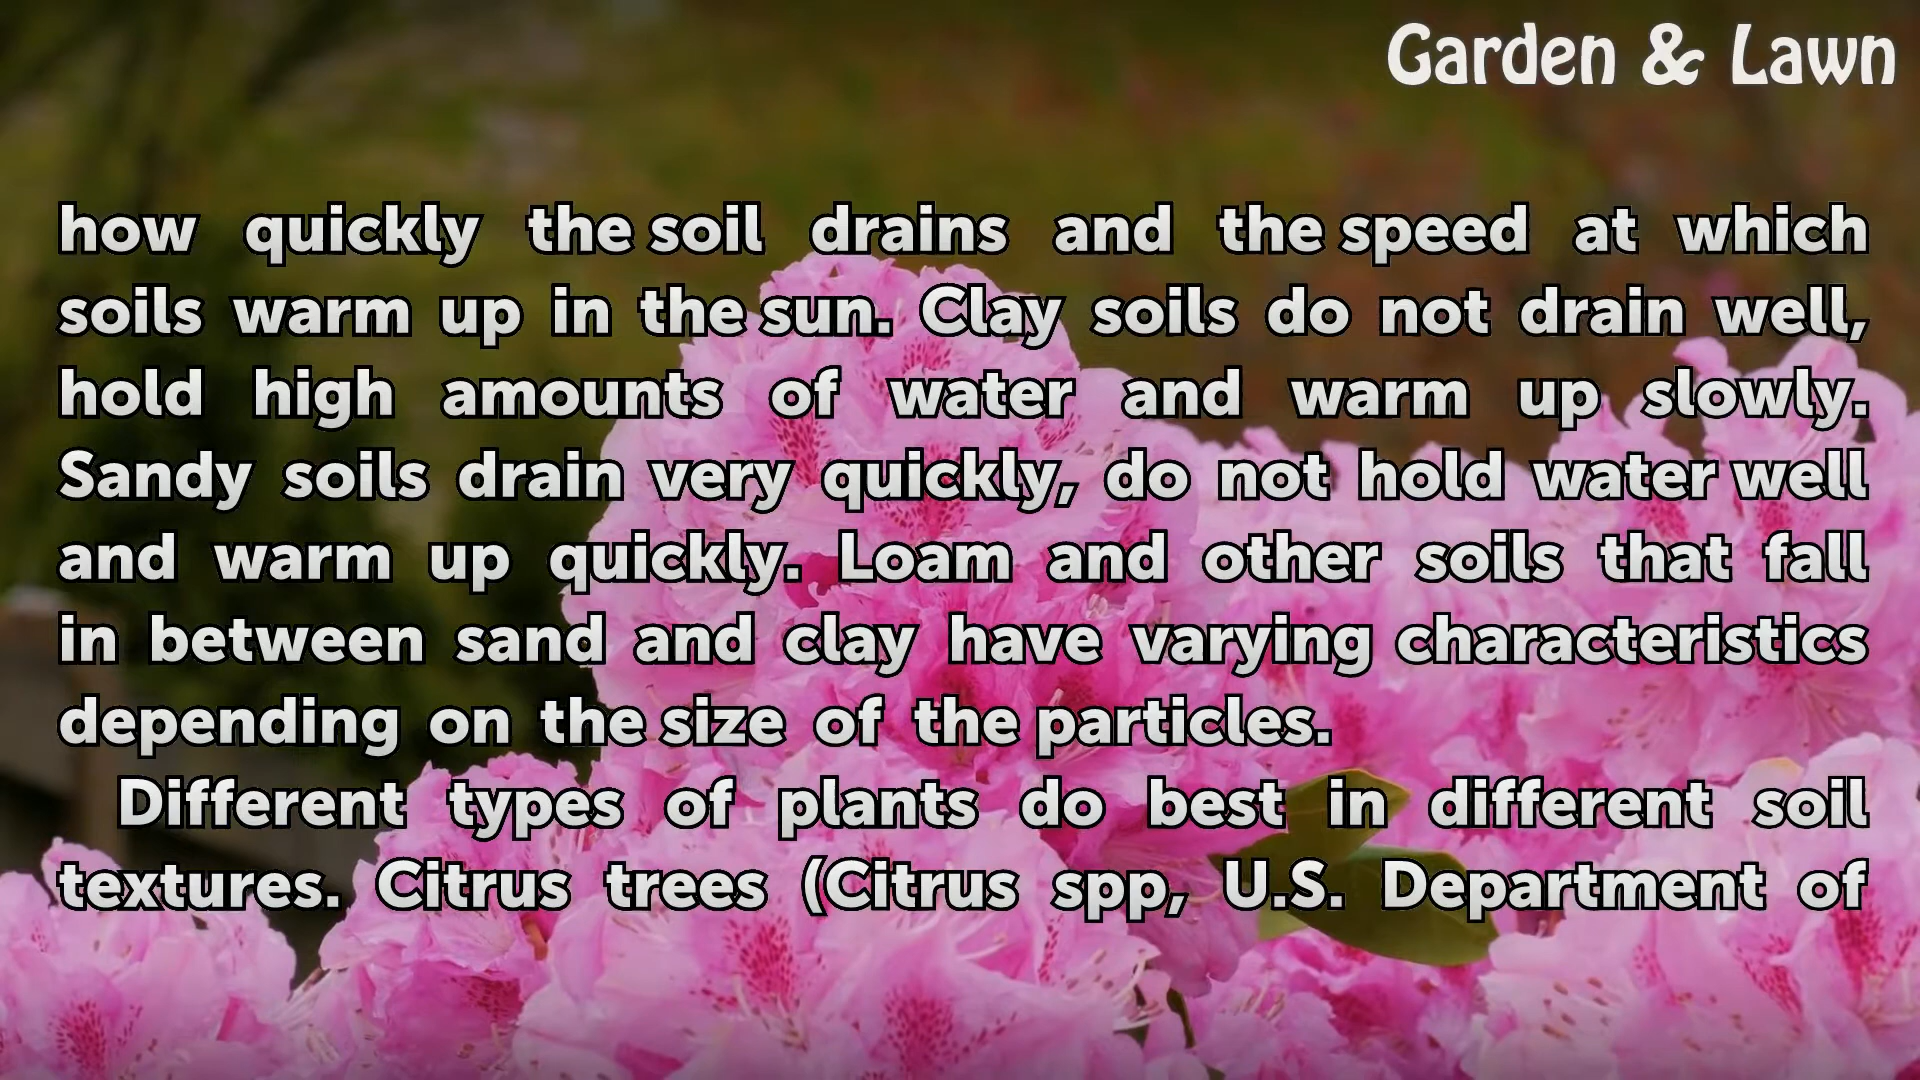 Garden & Lawn
how quickly the soil drains and the speed at which
soils warm up in the sun. Clay soils do not drain well,
hold high amounts of water and warm up slowly.
Sandy soils drain very quickly, do not hold water well
and warm up quickly. Loam and other soils that fall
in between sand and clay have varying characteristics
depending on the size of the particles.
Different types of plants do best in different soil
textures. Citrus trees (Citrus spp, U.S. Department of